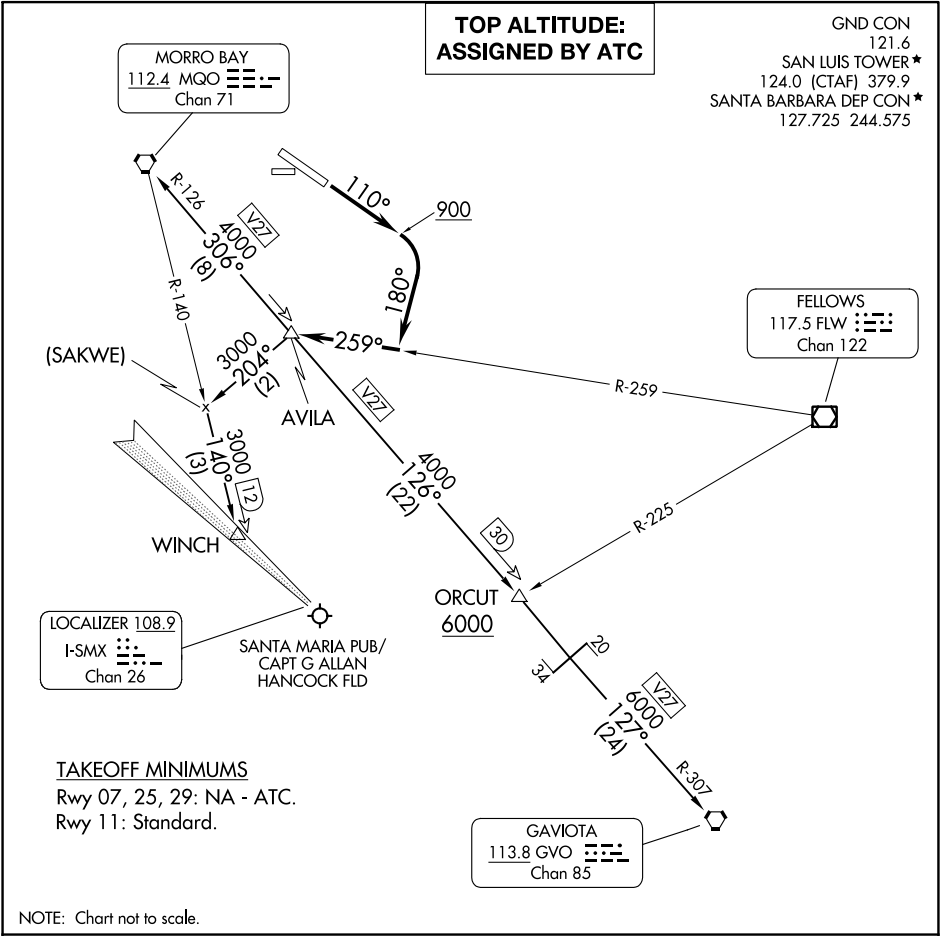 TOP ALTITUDE:
ASSIGNED BY ATC
GND CON
121.6
SAN LUIS TOWER★
124.0 (CTAF) 379.9
SANTA BARBARA DEP CON★
127.725 244.575
MORRO BAY
112.4 MQO
Chan 71
R-126
V27
4000
306°
(8)
110°
900
180°
R-140
259°
FELLOWS
117.5 FLW
Chan 122
R-259
(SAKWE)
3000
204°
(2)
AVILA
V27
3000
140°
(3)
12
4000
126°
(22)
R-225
WINCH
30
ORCUT
6000
LOCALIZER 108.9
I-SMX
Chan 26
SANTA MARIA PUB/
CAPT G ALLAN
HANCOCK FLD
20
34
V27
6000
127°
(24)
R-307
TAKEOFF MINIMUMS
Rwy 07, 25, 29: NA - ATC.
Rwy 11: Standard.
GAVIOTA
113.8 GVO
Chan 85
NOTE: Chart not to scale.